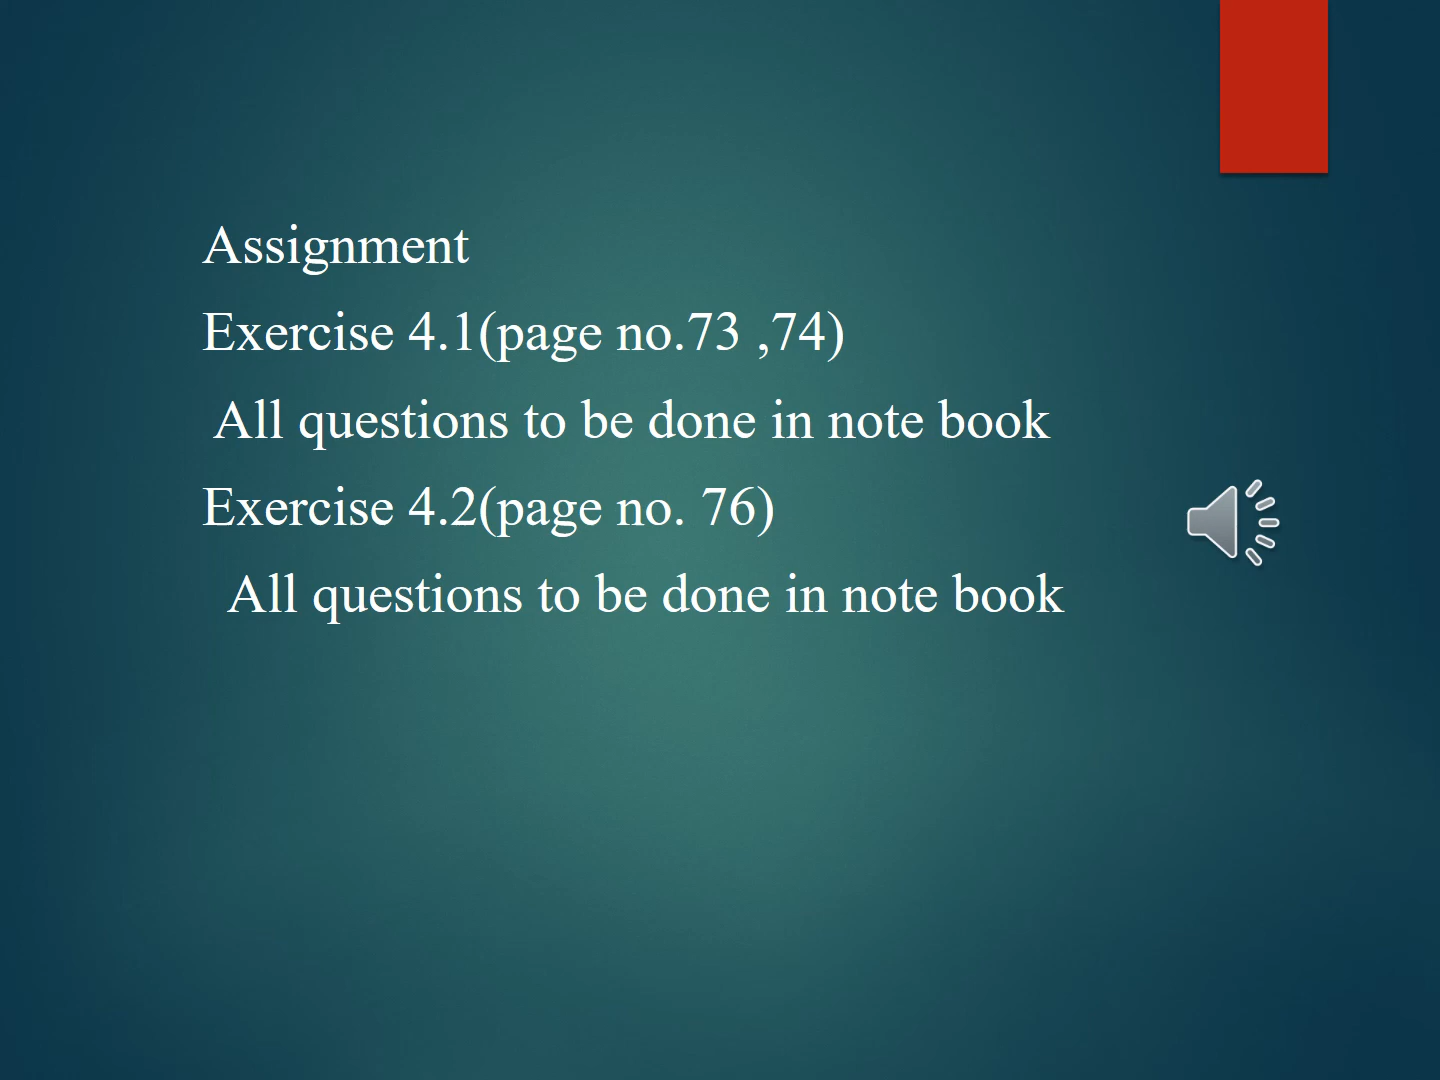 Assignment
Exercise 4.1(page no.73 ,74)
All questions to be done in note book
Exercise 4.2(page no. 76)
All questions to be done in note book